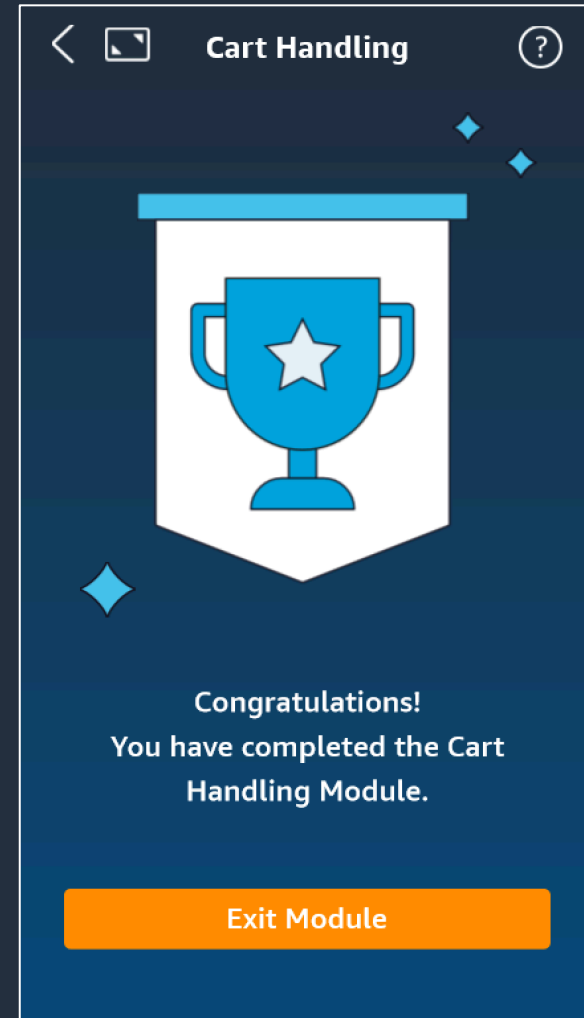 Cart Handling
?
Congratulations!
You have completed the Cart
Handling Module.
Exit Module